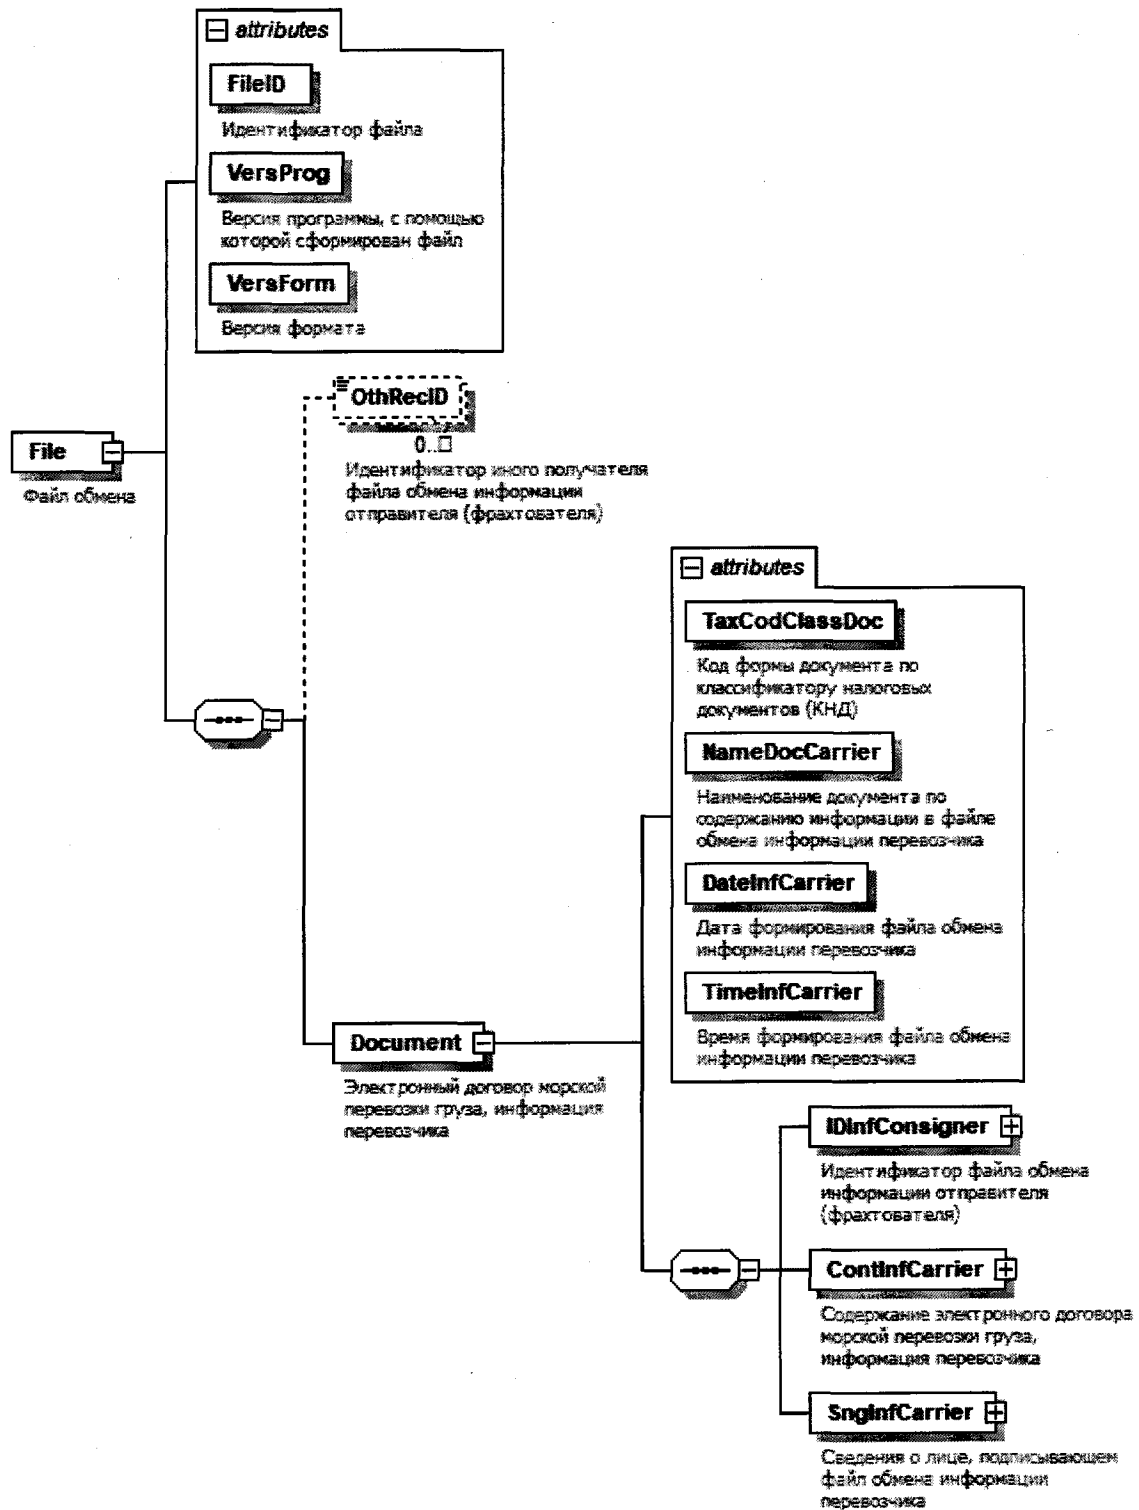 attributes
FileID
Идентификатор файла
VersProg
Версия программы, с помощью
которой сформирован файл
VersForm
Версия формата
OthRecID
0..□
Идентификатор иного получателя
файла обмена информации
отправителя (фрахтователя)
File
Файл обмена
attributes
TaxCodClassDoc
Код формы документа по
классификатору налоговых
документов (КНД)
NameDocCarrier
Наименование документа по
содержанию информации в файле
обмена информации перевозчика
DateInfCarrier
Дата формирования файла обмена
информации перевозчика
TimeInfCarrier
Время формирования файла обмена
информации перевозчика
Document
Электронный договор морской
перевозки груза, информация
перевозчика
IDInfConsigner
Идентификатор файла обмена
информации отправителя
(фрахтователя)
ContInfCarrier
Содержание электронного договора
морской перевозки груза,
информация перевозчика
SngInfCarrier
Сведения о лице, подписывающем
файл обмена информации
перевозчика